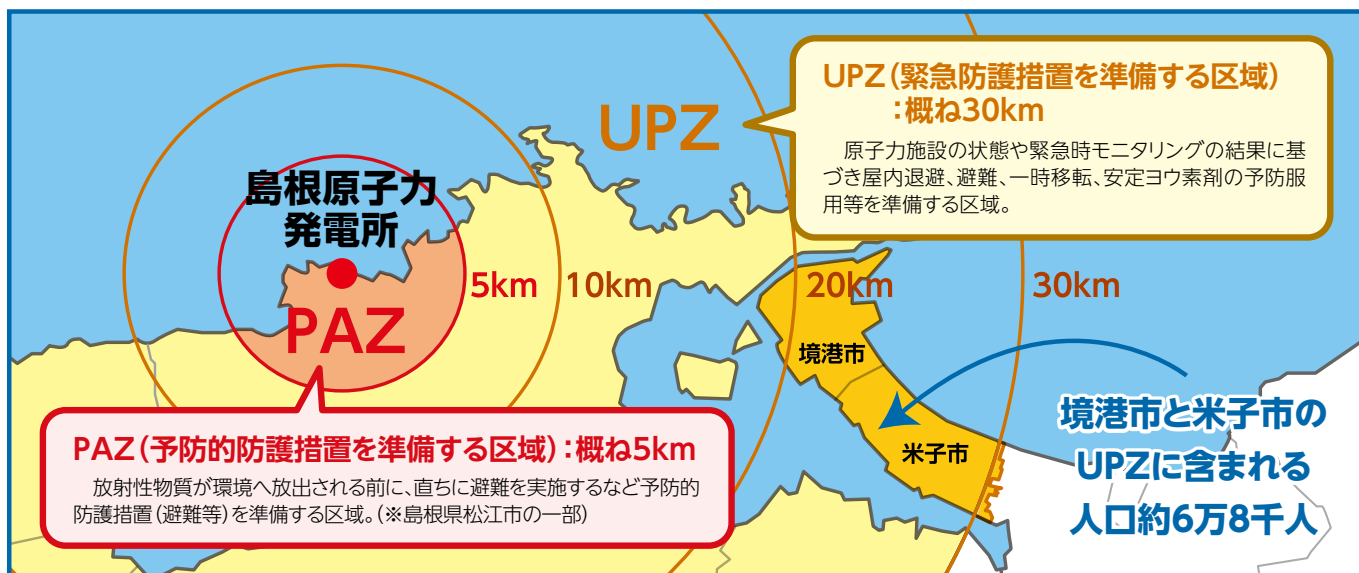 UPZ
UPZ(緊急防護措置を準備する区域)
:概ね30km
原子力施設の状態や緊急時モニタリングの結果に基
づき屋内退避、避難、一時移転、安定ヨウ素剤の予防服
用等を準備する区域。
島根原子力
発電所
PAZ
5km
10km
20km
30km
境港市
米子市
PAZ(予防的防護措置を準備する区域):概ね5km
放射性物質が環境へ放出される前に、直ちに避難を実施するなど予防的
防護措置(避難等)を準備する区域。(※島根県松江市の一部)
境港市と米子市の
UPZに含まれる
人口約6万8千人